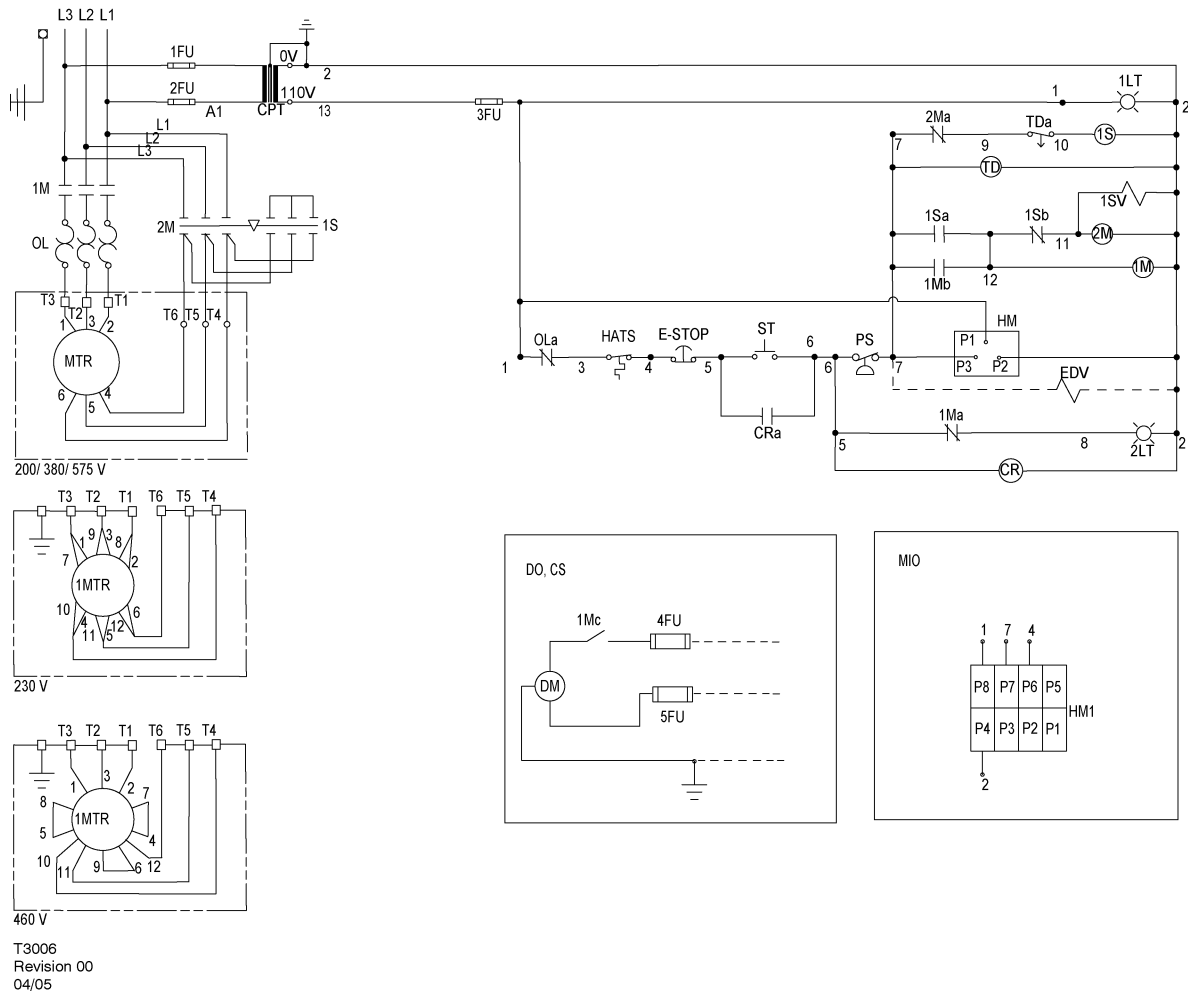 L3 L2 L1
1FU
0V
2
2FU
A1
CPT
110V
13
3FU
1
1LT
2
L1
L2
L3
2Ma
7
9
TDa
10
1S
TD
1M
2M
1S
1SV
OL
1Sa
1Sb
11
2M
1Mb
12
1M
T3
T2
T1
T6 T5 T4
1
3
2
MTR
6
5
4
200/ 380/ 575 V
OLa
HATS
E-STOP
ST
6
PS
HM
P1
P3
P2
1
3
4
5
6
7
EDV
CRa
1Ma
5
8
2LT
2
CR
T3 T2 T1 T6 T5 T4
1
9
3
8
7
2
1MTR
10
4
11
5
12
6
230 V
DO, CS
1Mc
4FU
DM
5FU
MIO
1 7 4
P8 P7 P6 P5
P4 P3 P2 P1
HM1
2
T3 T2 T1 T6 T5 T4
1
3
2
7
8
1MTR
5
4
10
11
9
6
12
460 V
T3006
Revision 00
04/05